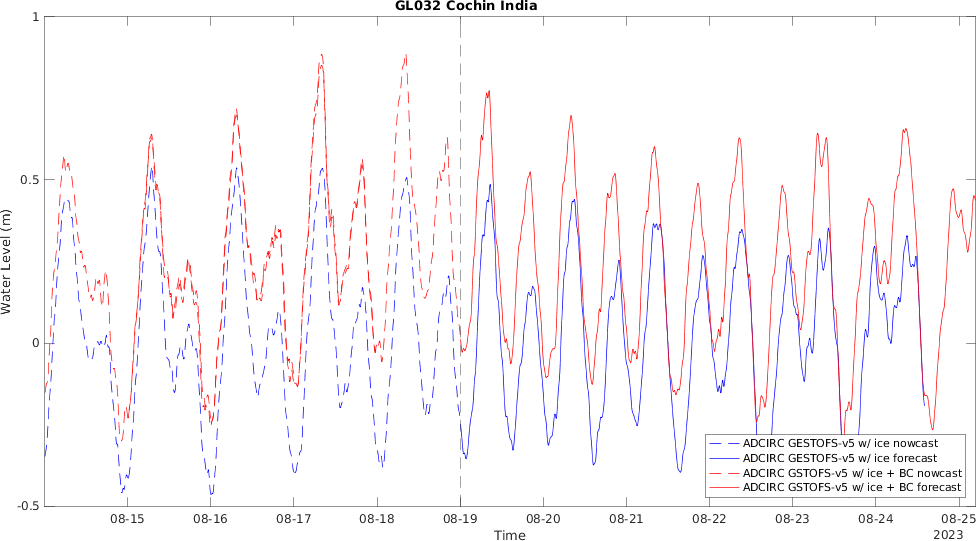 GL032 Cochin India
1
0.5
0
-0.5
Water Level (m)
08-15 08-16 08-17 08-18 08-19 08-20 08-21 08-22 08-23 08-24 08-25
Time
2023
ADCIRC GESTOFS-v5 w/ ice nowcast
ADCIRC GESTOFS-v5 w/ ice forecast
ADCIRC GSTOFS-v5 w/ ice + BC nowcast
ADCIRC GSTOFS-v5 w/ ice + BC forecast